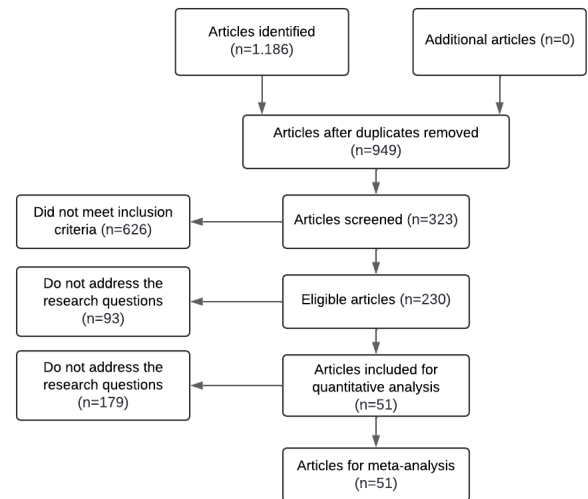 Articles identified
(n=1.186)
Additional articles (n=0)
Articles after duplicates removed
(n=949)
Did not meet inclusion
criteria (n=626)
Articles screened (n=323)
Do not address the
research questions
(n=93)
Eligible articles (n=230)
Do not address the
research questions
(n=179)
Articles included for
quantitative analysis
(n=51)
Articles for meta-analysis
(n=51)